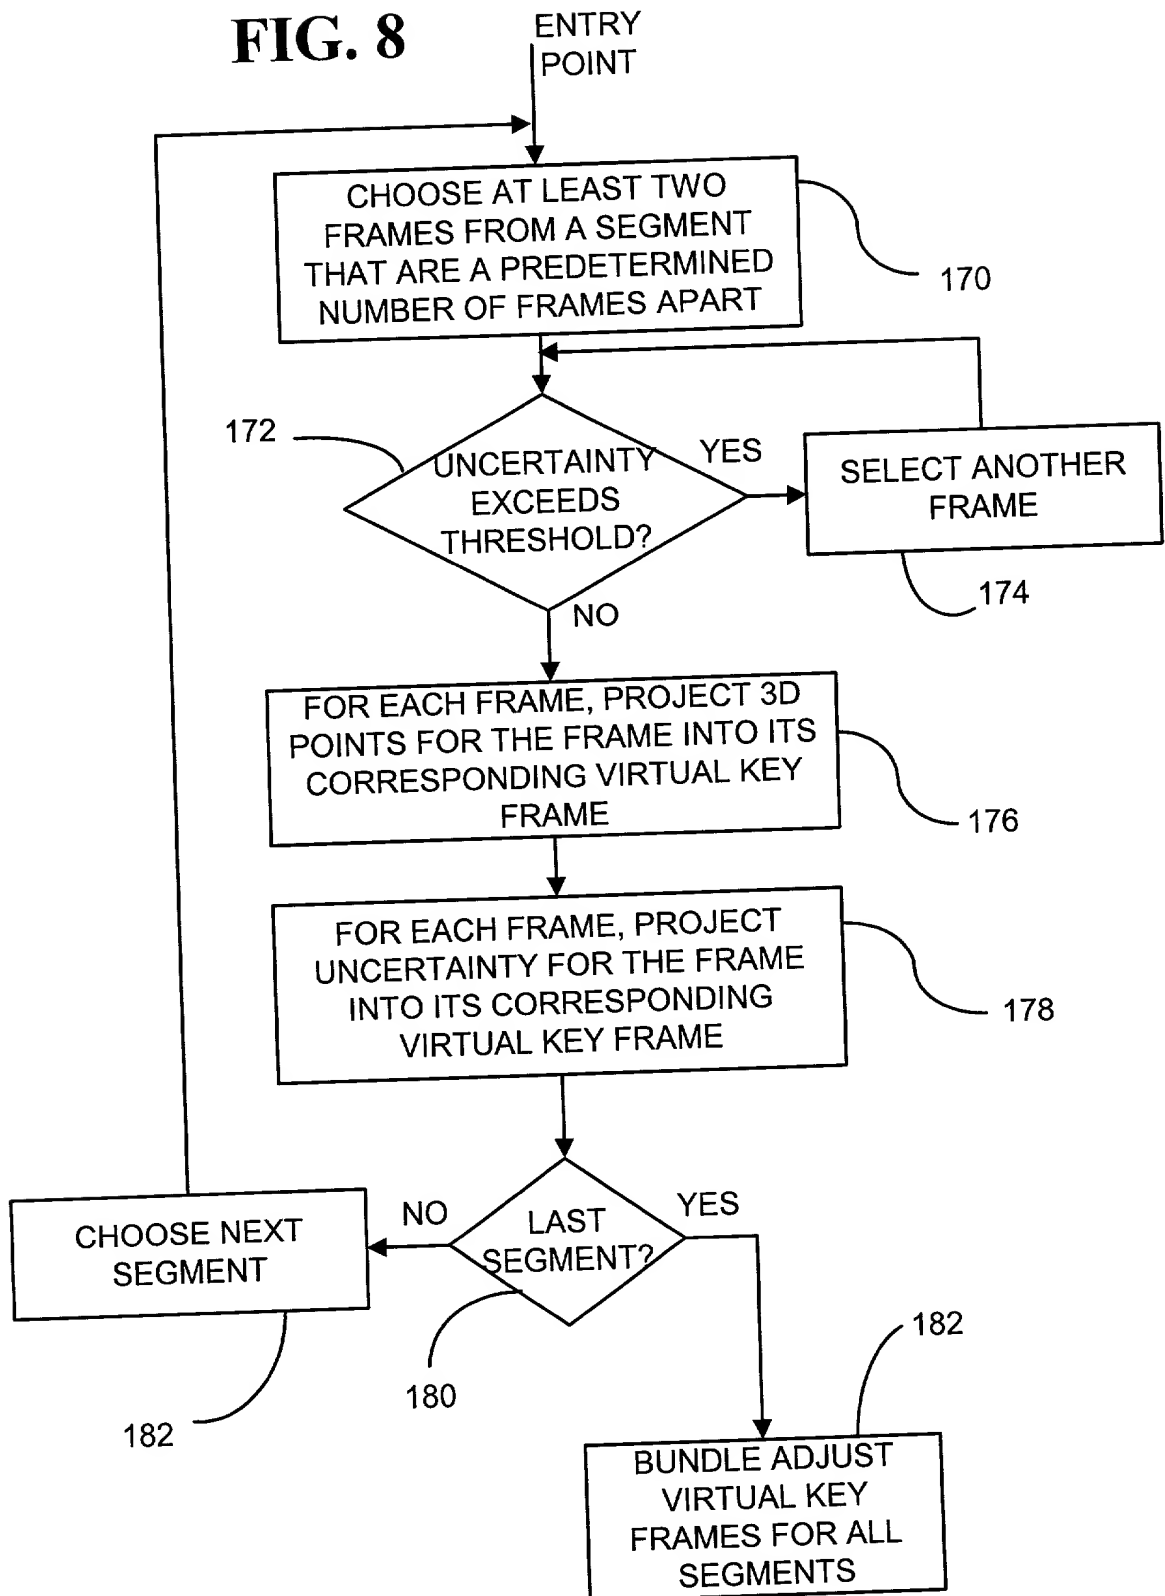 FIG. 8
ENTRY
POINT
CHOOSE AT LEAST TWO
FRAMES FROM A SEGMENT
THAT ARE A PREDETERMINED
NUMBER OF FRAMES APART
170
172
UNCERTAINTY
EXCEEDS
THRESHOLD?
YES
SELECT ANOTHER
FRAME
174
NO
FOR EACH FRAME, PROJECT 3D
POINTS FOR THE FRAME INTO ITS
CORRESPONDING VIRTUAL KEY
FRAME
176
FOR EACH FRAME, PROJECT
UNCERTAINTY FOR THE FRAME
INTO ITS CORRESPONDING
VIRTUAL KEY FRAME
178
CHOOSE NEXT
SEGMENT
NO
LAST
SEGMENT?
YES
182
180
182
BUNDLE ADJUST
VIRTUAL KEY
FRAMES FOR ALL
SEGMENTS